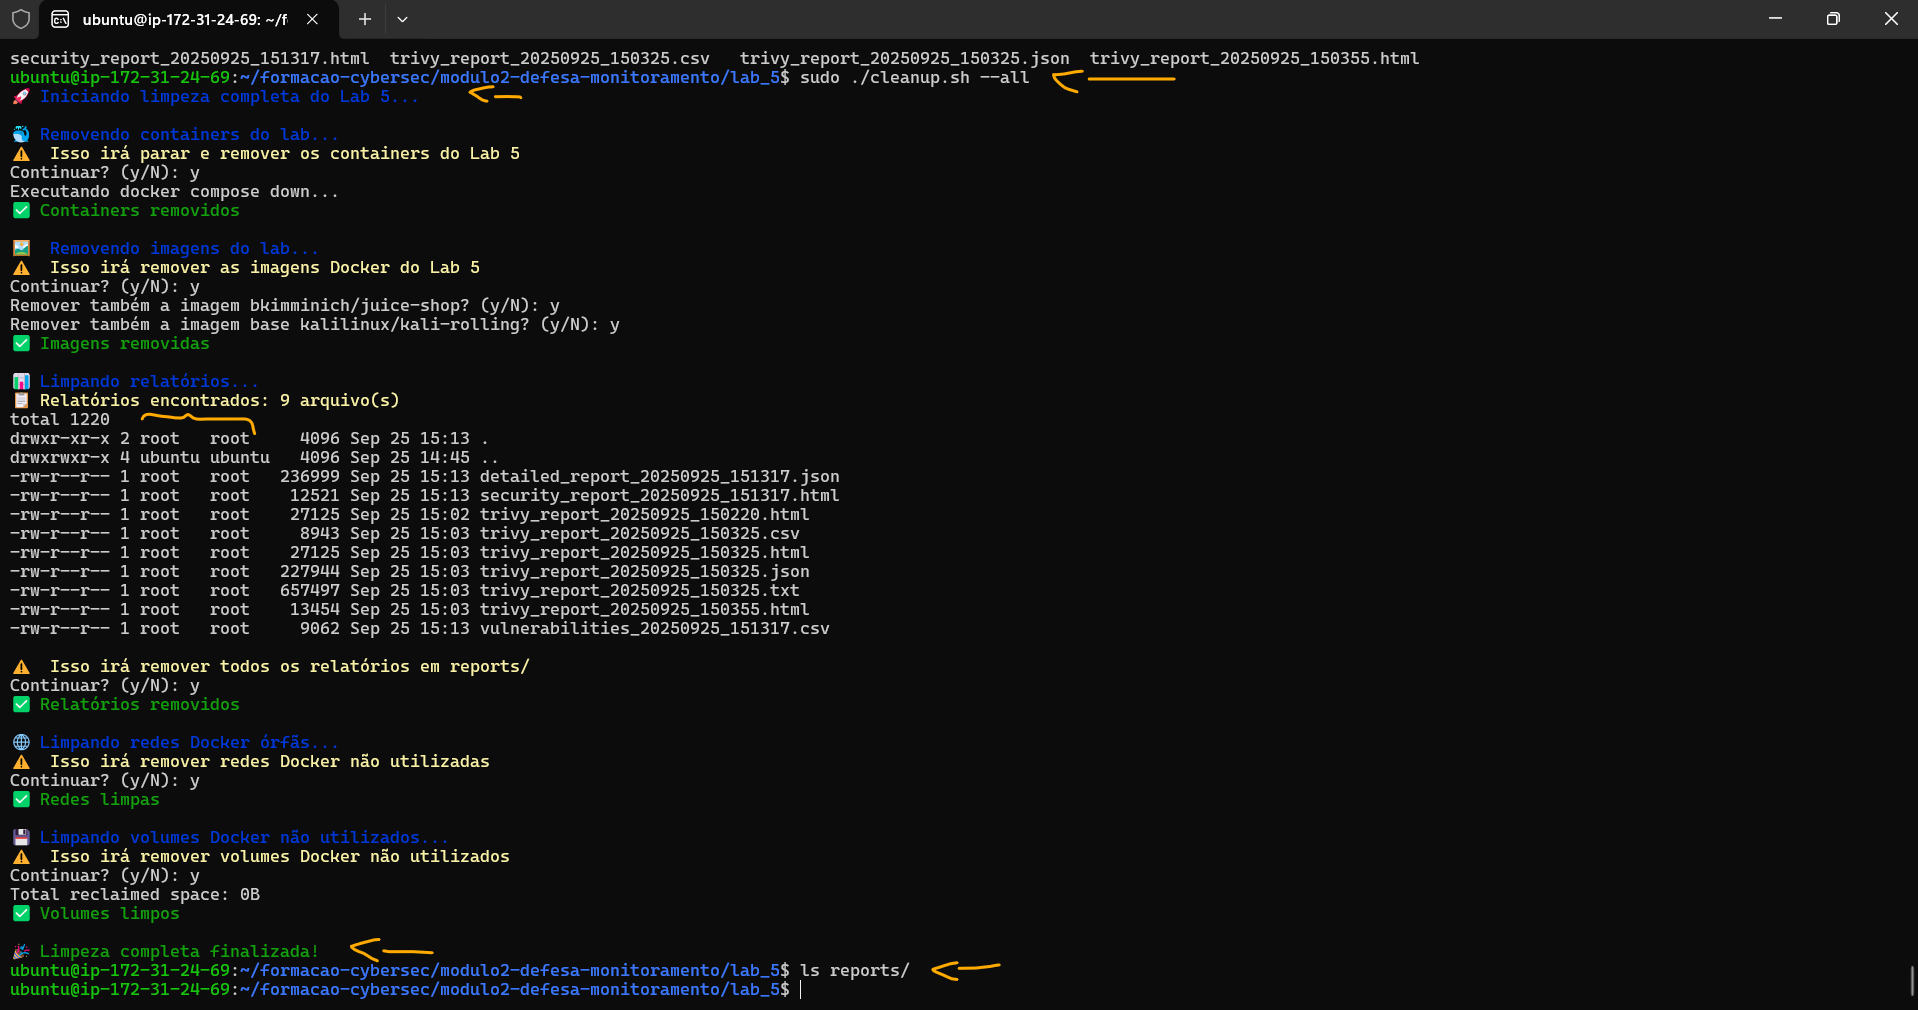 ubuntu@ip-172-31-24-69: ~/f
security_report_20250925_151317.html  trivy_report_20250925_150325.csv   trivy_report_20250925_150325.json  trivy_report_20250925_150355.html
ubuntu@ip-172-31-24-69:~/formacao-cybersec/modulo2-defesa-monitoramento/lab_5$ sudo ./cleanup.sh --all
🚀 Iniciando limpeza completa do Lab 5...
🐳 Removendo containers do lab...
⚠️  Isso irá parar e remover os containers do Lab 5
Continuar? (y/N): y
Executando docker compose down...
✅ Containers removidos
🖼️  Removendo imagens do lab...
⚠️  Isso irá remover as imagens Docker do Lab 5
Continuar? (y/N): y
Remover também a imagem bkimminich/juice-shop? (y/N): y
Remover também a imagem base kalilinux/kali-rolling? (y/N): y
✅ Imagens removidas
📊 Limpando relatórios...
📋 Relatórios encontrados: 9 arquivo(s)
total 1220
drwxr-xr-x 2 root   root     4096 Sep 25 15:13 .
drwxrwxr-x 4 ubuntu ubuntu   4096 Sep 25 14:45 ..
-rw-r--r-- 1 root   root   236999 Sep 25 15:13 detailed_report_20250925_151317.json
-rw-r--r-- 1 root   root    12521 Sep 25 15:13 security_report_20250925_151317.html
-rw-r--r-- 1 root   root    27125 Sep 25 15:02 trivy_report_20250925_150220.html
-rw-r--r-- 1 root   root     8943 Sep 25 15:03 trivy_report_20250925_150325.csv
-rw-r--r-- 1 root   root    27125 Sep 25 15:03 trivy_report_20250925_150325.html
-rw-r--r-- 1 root   root   227944 Sep 25 15:03 trivy_report_20250925_150325.json
-rw-r--r-- 1 root   root   657497 Sep 25 15:03 trivy_report_20250925_150325.txt
-rw-r--r-- 1 root   root    13454 Sep 25 15:03 trivy_report_20250925_150355.html
-rw-r--r-- 1 root   root     9062 Sep 25 15:13 vulnerabilities_20250925_151317.csv
⚠️  Isso irá remover todos os relatórios em reports/
Continuar? (y/N): y
✅ Relatórios removidos
🌐 Limpando redes Docker órfãs...
⚠️  Isso irá remover redes Docker não utilizadas
Continuar? (y/N): y
✅ Redes limpas
💾 Limpando volumes Docker não utilizados...
⚠️  Isso irá remover volumes Docker não utilizados
Continuar? (y/N): y
Total reclaimed space: 0B
✅ Volumes limpos
🎉 Limpeza completa finalizada!
ubuntu@ip-172-31-24-69:~/formacao-cybersec/modulo2-defesa-monitoramento/lab_5$ ls reports/
ubuntu@ip-172-31-24-69:~/formacao-cybersec/modulo2-defesa-monitoramento/lab_5$